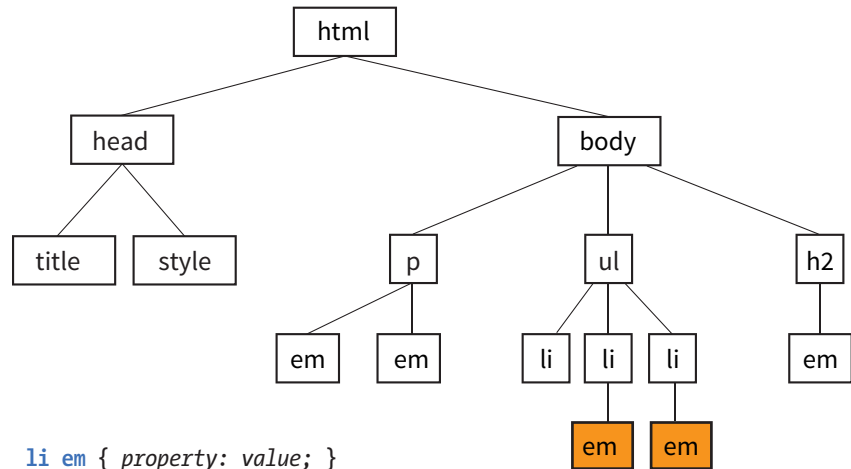 html
head
body
title
style
p
ul
h2
em
em
li
li
li
em
em
em
li em { property: value; }